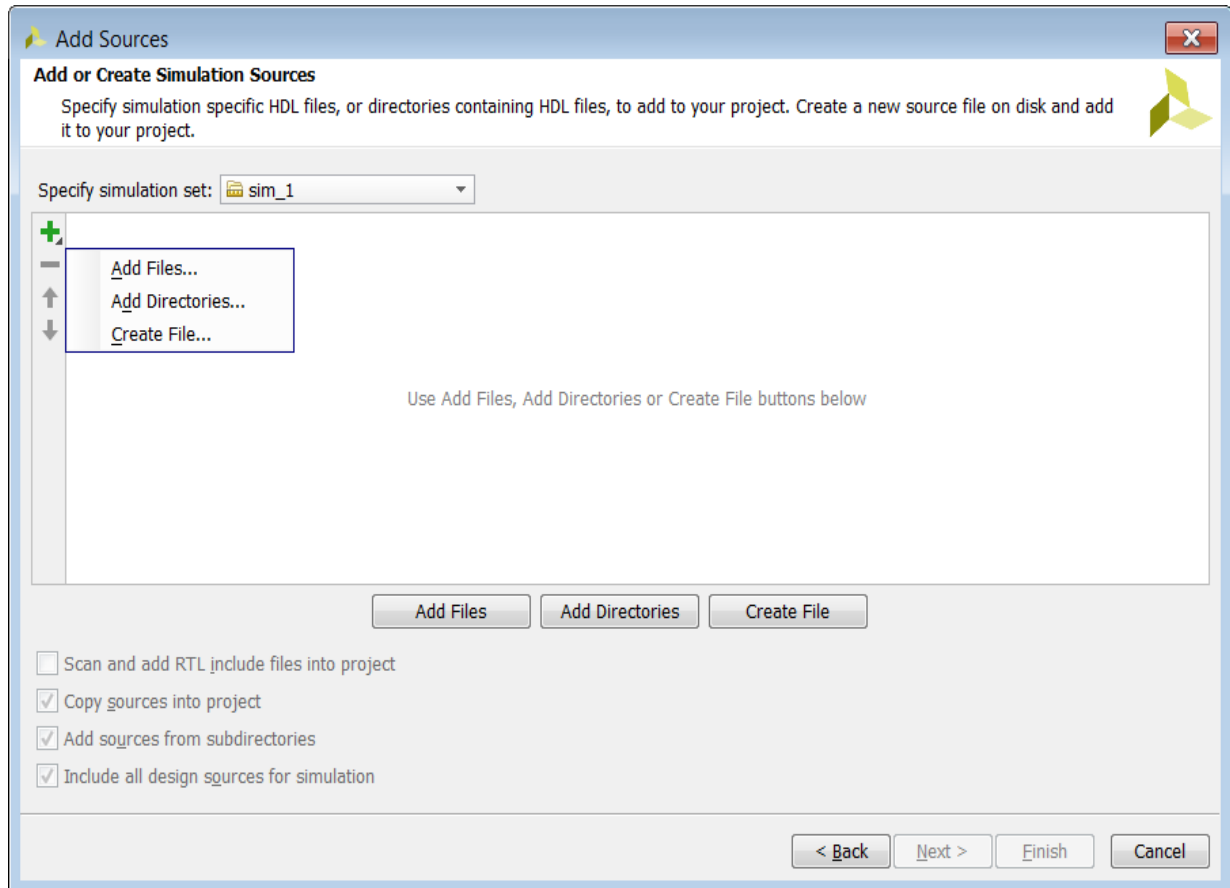 Add Sources
Add or Create Simulation Sources
Specify simulation specific HDL files, or directories containing HDL files, to add to your project. Create a new source file on disk and add
it to your project.
Specify simulation set: sim_1
Add Files...
Add Directories...
Create File...
Use Add Files, Add Directories or Create File buttons below
Add Files Add Directories Create File
Scan and add RTL include files into project
Copy sources into project
Add sources from subdirectories
Include all design sources for simulation
< Back Next > Finish Cancel